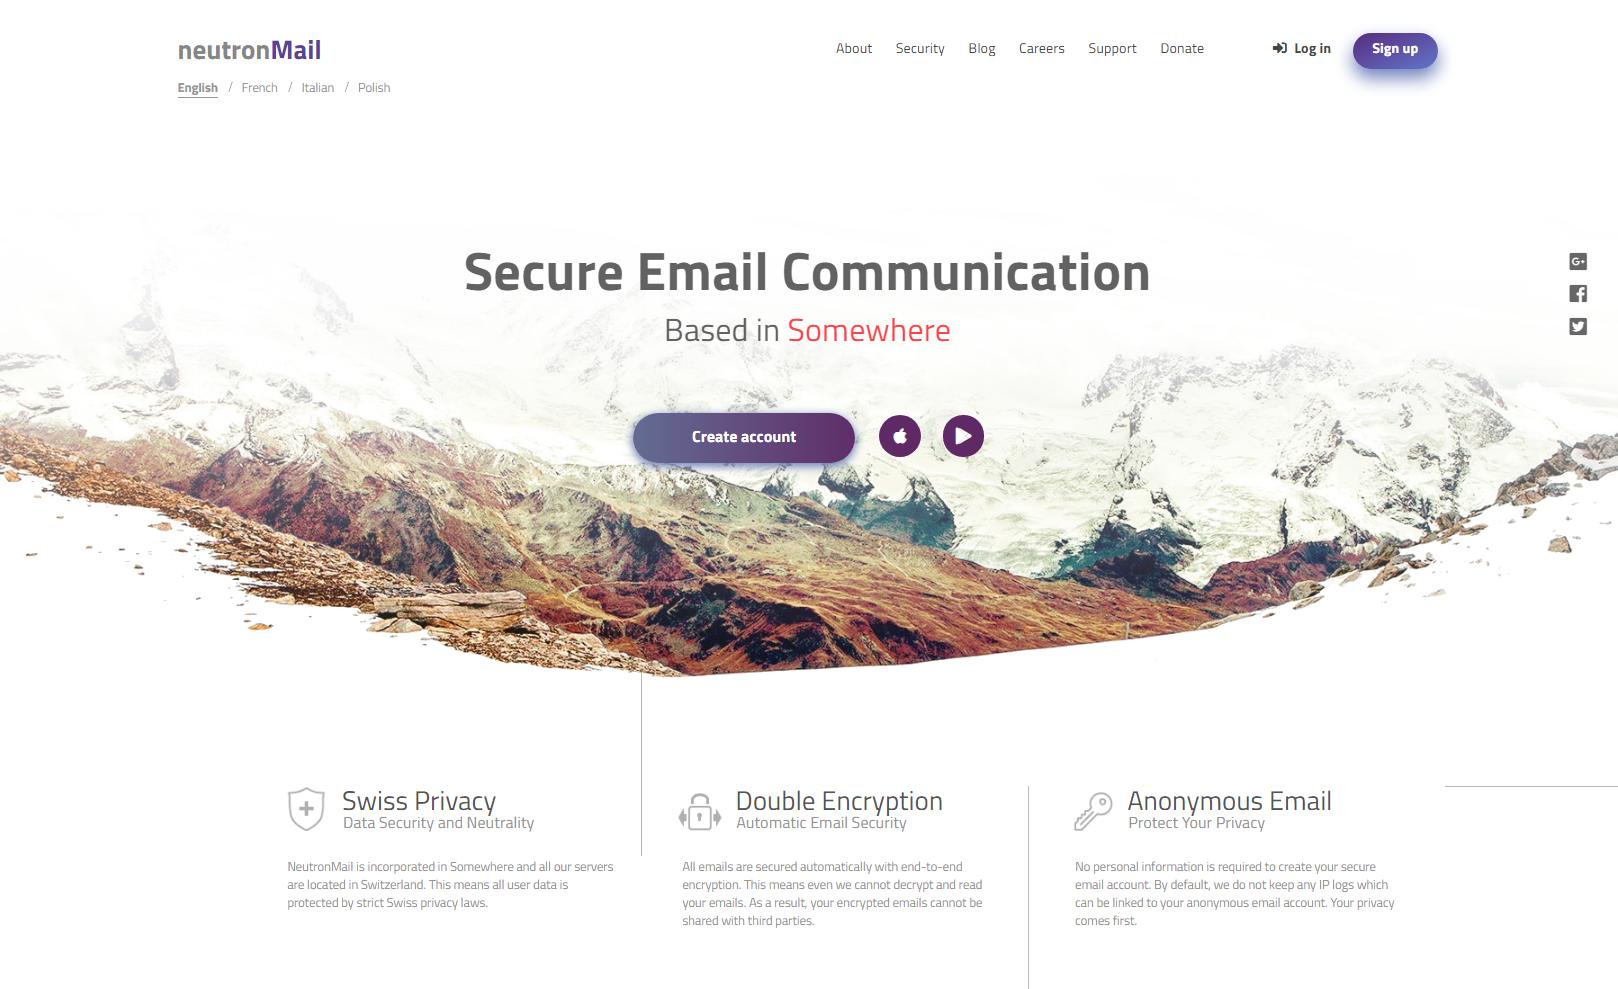 neutronMail
About Security Blog Careers Support Donate Log in Sign up
English / French / Italian / Polish
Secure Email Communication
Based in Somewhere
Create account
Swiss Privacy
Data Security and Neutrality
NeutronMail is incorporated in Somewhere and all our servers
are located in Switzerland. This means all user data is
protected by strict Swiss privacy laws.
Double Encryption
Automatic Email Security
All emails are secured automatically with end-to-end
encryption. This means even we cannot decrypt and read
your emails. As a result, your encrypted emails cannot be
shared with third parties.
Anonymous Email
Protect Your Privacy
No personal information is required to create your secure
email account. By default, we do not keep any IP logs which
can be linked to your anonymous email account. Your privacy
comes first.